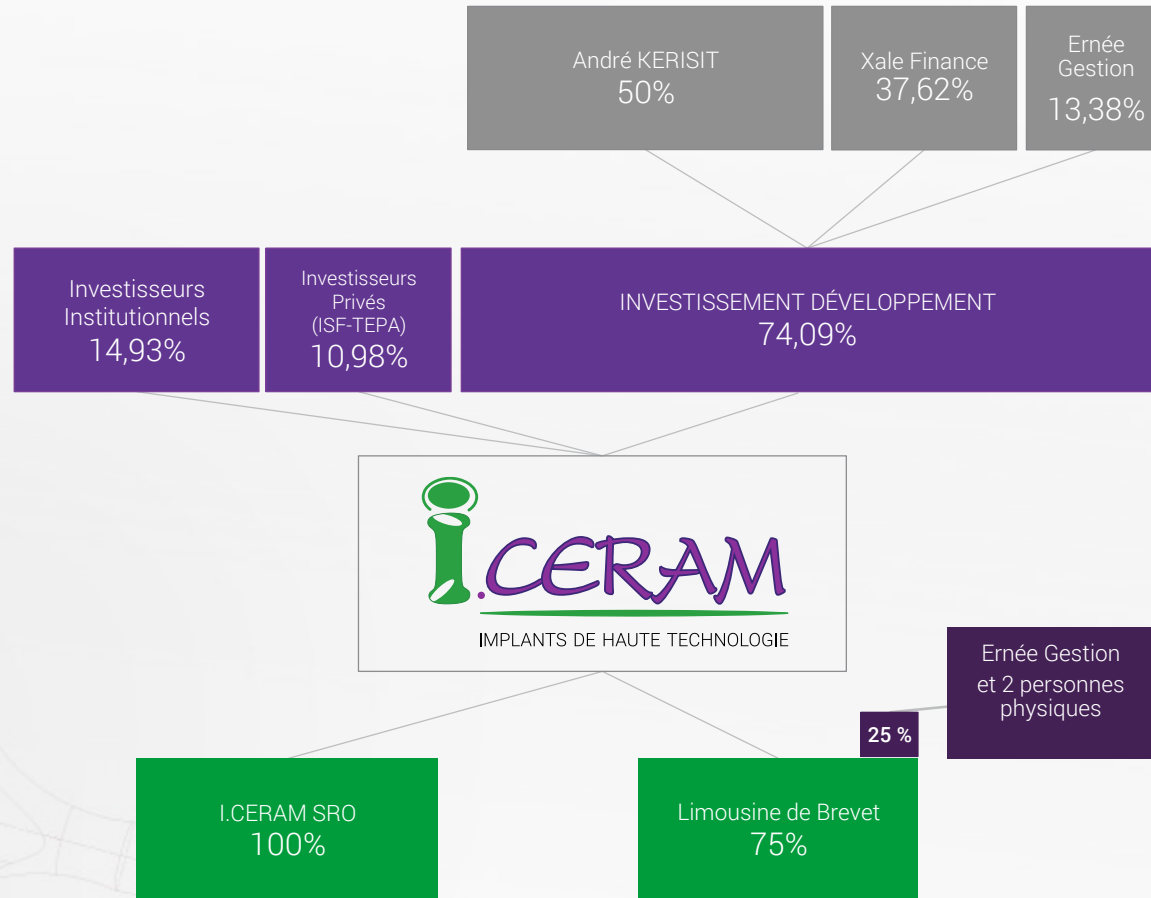 André KERISIT
50%
Xale Finance
37,62%
Ernée
Gestion
13,38%
Investisseurs
Institutionnels
14,93%
Investisseurs
Privés
(ISF-TEPA)
10,98%
INVESTISSEMENT DÉVELOPPEMENT
74,09%
i.CERAM
IMPLANTS DE HAUTE TECHNOLOGIE
Ernée Gestion
et 2 personnes
physiques
25 %
I.CERAM SRO
100%
Limousine de Brevet
75%